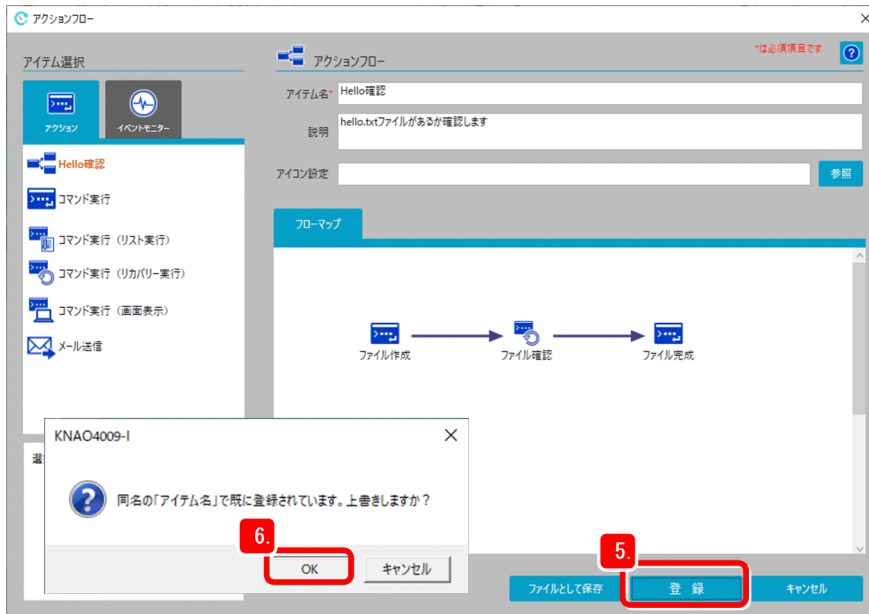 アクションフロー
アイテム選択
アクション
イベントモニター
Hello確認
コマンド実行
コマンド実行（リスト実行）
コマンド実行（リカバリー実行）
コマンド実行（画面表示）
メール送信
選
アクションフロー
*は必須項目です
?
アイテム名*
Hello確認
説明
hello.txtファイルがあるか確認します
アイコン設定
参照
フローマップ
ファイル作成
ファイル確認
ファイル完成
KNAO4009-I
同名の「アイテム名」で既に登録されています。上書きしますか？
6.
OK
キャンセル
5.
ファイルとして保存
登 録
キャンセル